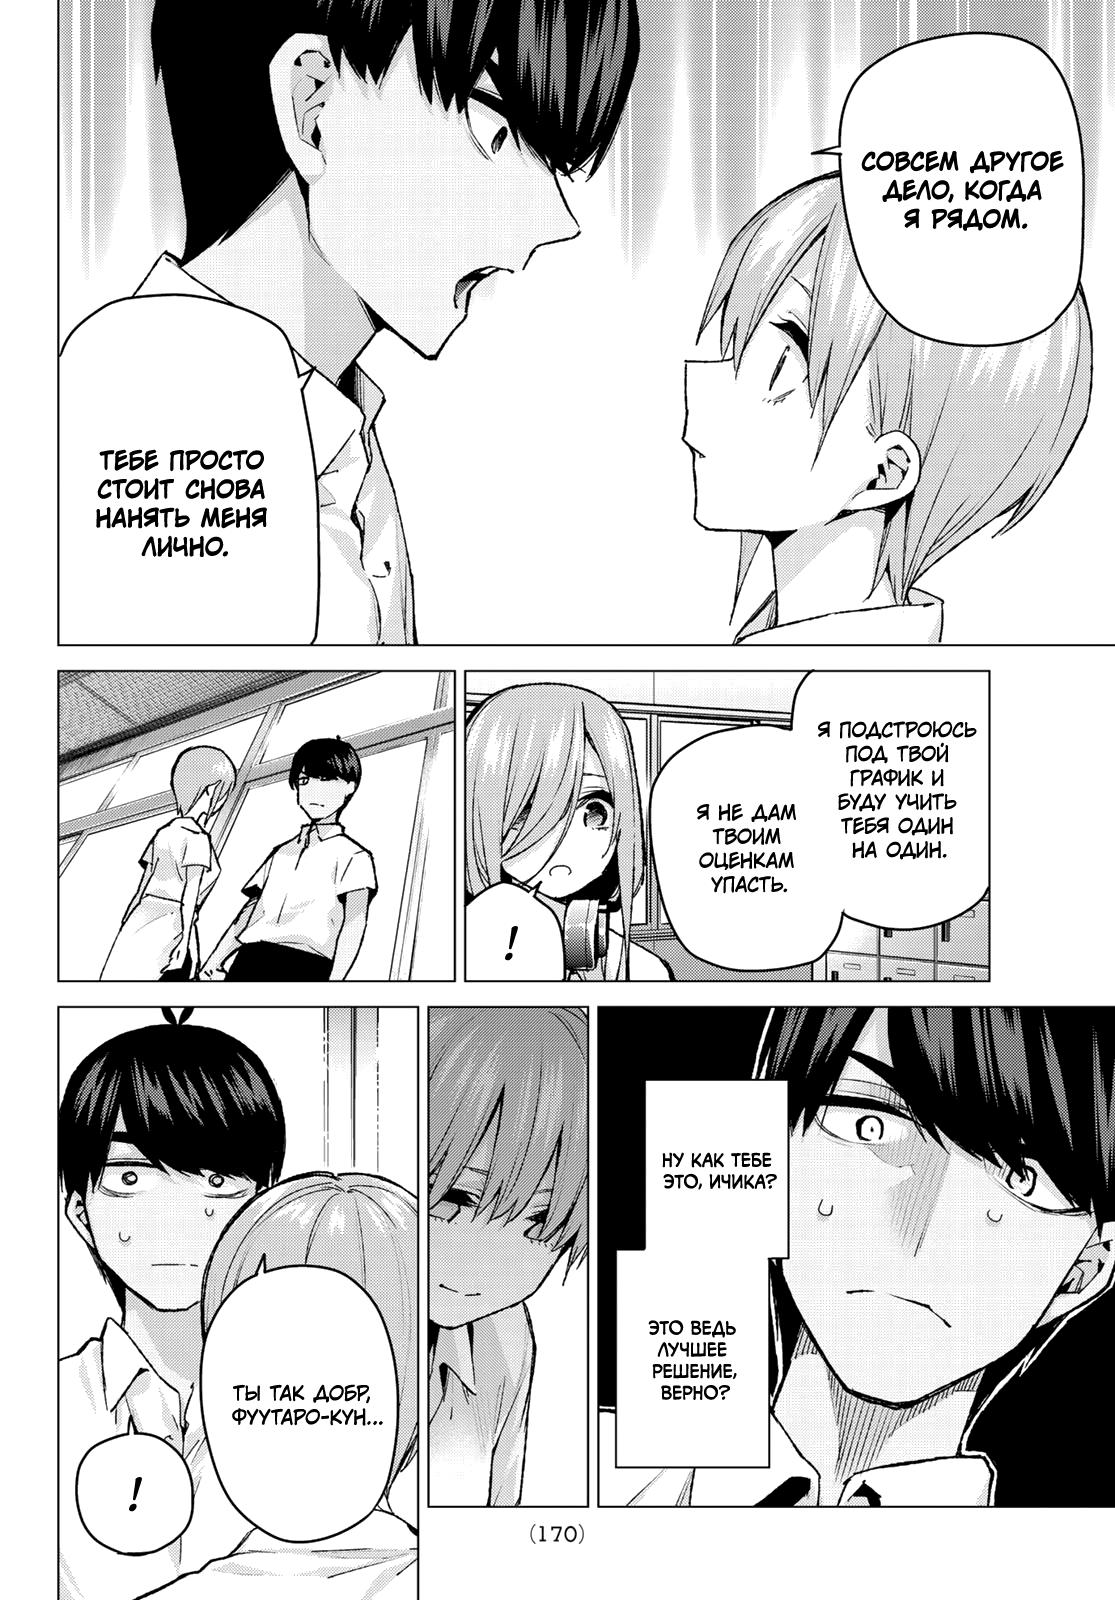 СОВСЕМ ДРУГОЕ
ДЕЛО, КОГДА
Я РЯДОМ.
ТЕБЕ ПРОСТО
СТОИТ СНОВА
НАНЯТЬ МЕНЯ
ЛИЧНО.
Я ПОДСТРОЮСЬ
ПОД ТВОЙ
ГРАФИК И
БУДУ УЧИТЬ
ТЕБЯ ОДИН
НА ОДИН.
Я НЕ ДАМ
ТВОИМ
ОЦЕНКАМ
УПАСТЬ.
!
НУ КАК ТЕБЕ
ЭТО, ИЧИКА?
ЭТО ВЕДЬ
ЛУЧШЕЕ
РЕШЕНИЕ,
ВЕРНО?
ТЫ ТАК ДОБР,
ФУУТАРО-КУН...
!
(170)